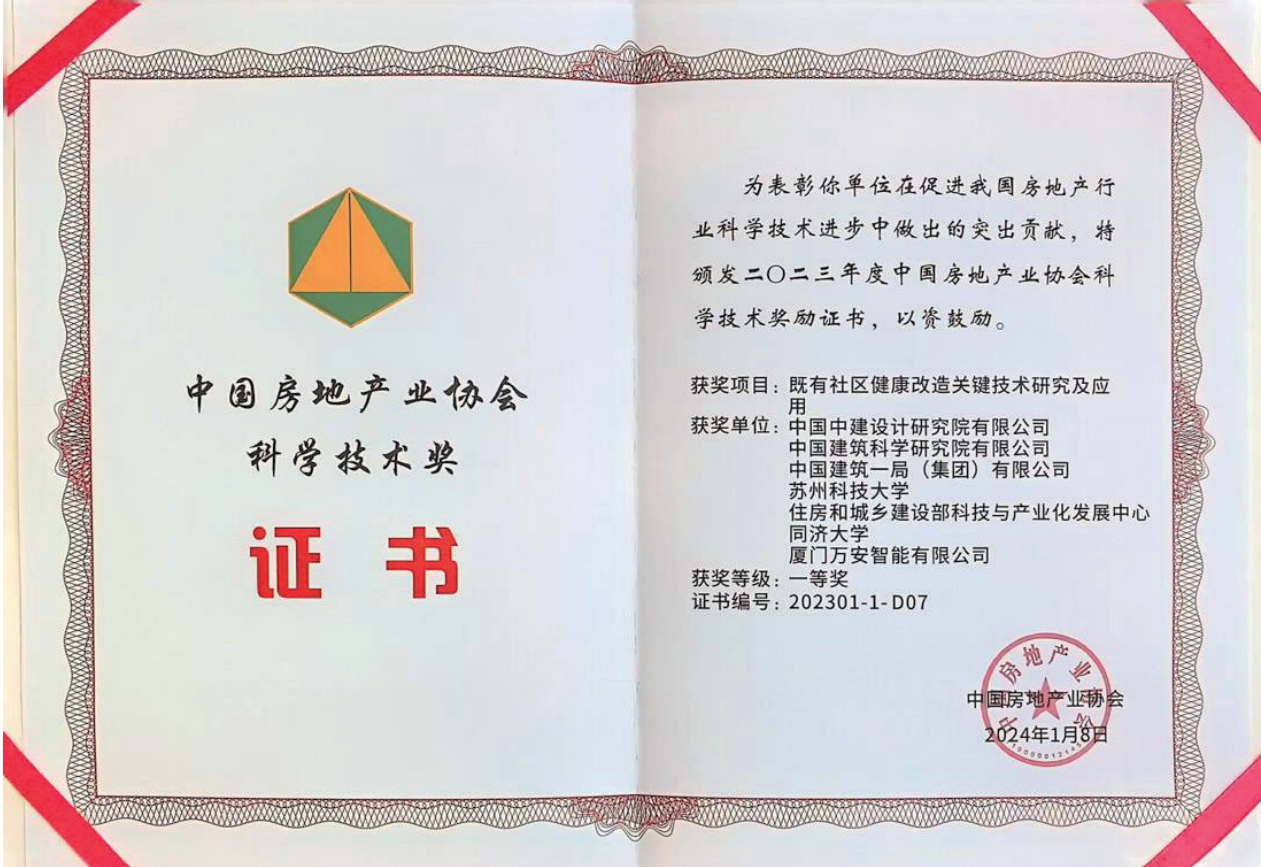 中国房地产业协会
科学技术奖
证 书
为表彰你单位在促进我国房地产行
业科学技术进步中做出的突出贡献，特
颁发二〇二三年度中国房地产业协会科
学技术奖励证书，以资鼓励。
获奖项目：既有社区健康改造关键技术研究及应
用
获奖单位：中国中建设计研究院有限公司
中国建筑科学研究院有限公司
中国建筑一局（集团）有限公司
苏州科技大学
住房和城乡建设部科技与产业化发展中心
同济大学
厦门万安智能有限公司
获奖等级：一等奖
证书编号：202301-1-D07
中国房地产业协会
2024年1月8日